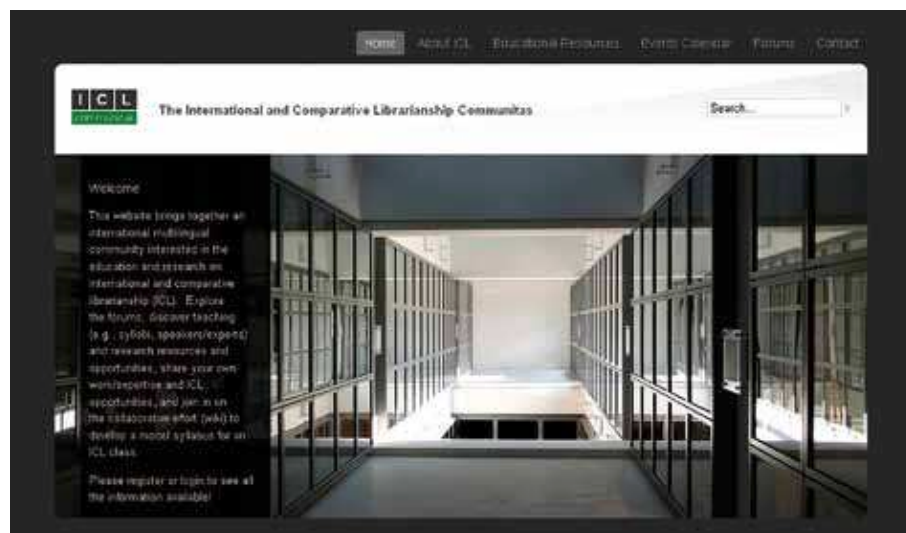 Home About ICL Educational Resources Events Calendar Forums Contact
ICL
The International and Comparative Librarianship Communitas
Search...
Welcome
This website brings together an
international multilingual
community interested in the
education and research on
international and comparative
librarianship (ICL). Explore
the forums, discover teaching
(e.g., syllabi, speakers/experts)
and research resources and
opportunities, share your own
work/expertise and ICL
opportunities, and join in on
the collaborative effort (wiki) to
develop a model syllabus for an
ICL class.
Please register or login to see all
the information available!